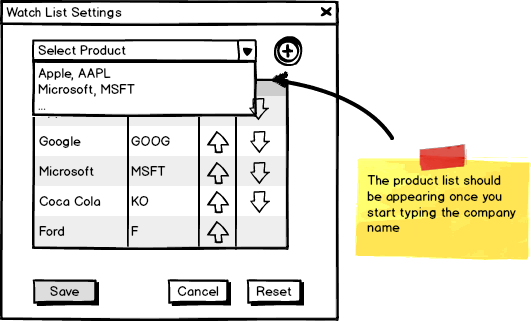 Watch List Settings
Select Product
Apple, AAPL
Microsoft, MSFT
...
Google GOOG
Microsoft MSFT
Coca Cola KO
Ford F
The product list should
be appearing once you
start typing the company
name
Save Cancel Reset